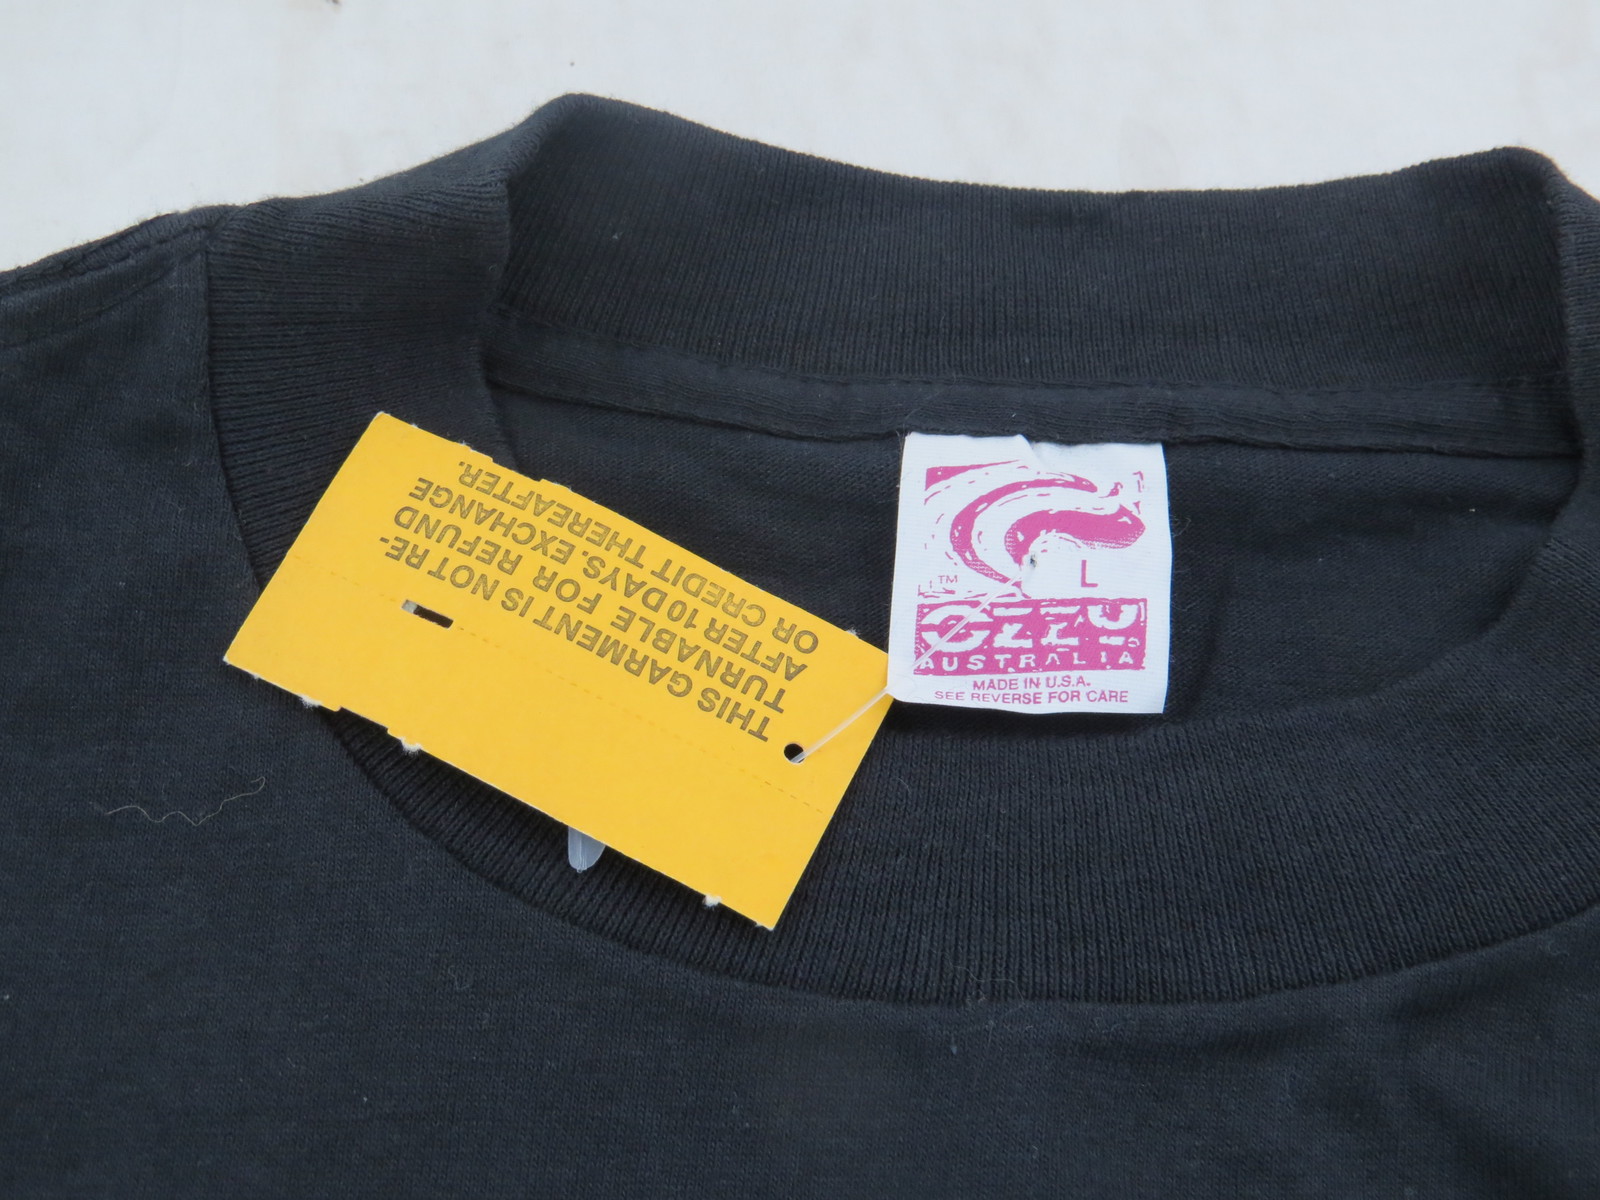 THIS GARMENT IS NOT RE-
TURNABLE FOR REFUND
AFTER 10 DAYS. EXCHANGE
OR CREDIT THEREAFTER.
TM
L
OZZU
AUSTRALIA
MADE IN U.S.A.
SEE REVERSE FOR CARE